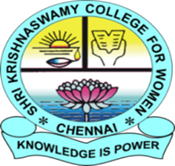 SHRI KRISHNASWAMY COLLEGE FOR WOMEN
* CHENNAI *
KNOWLEDGE IS POWER